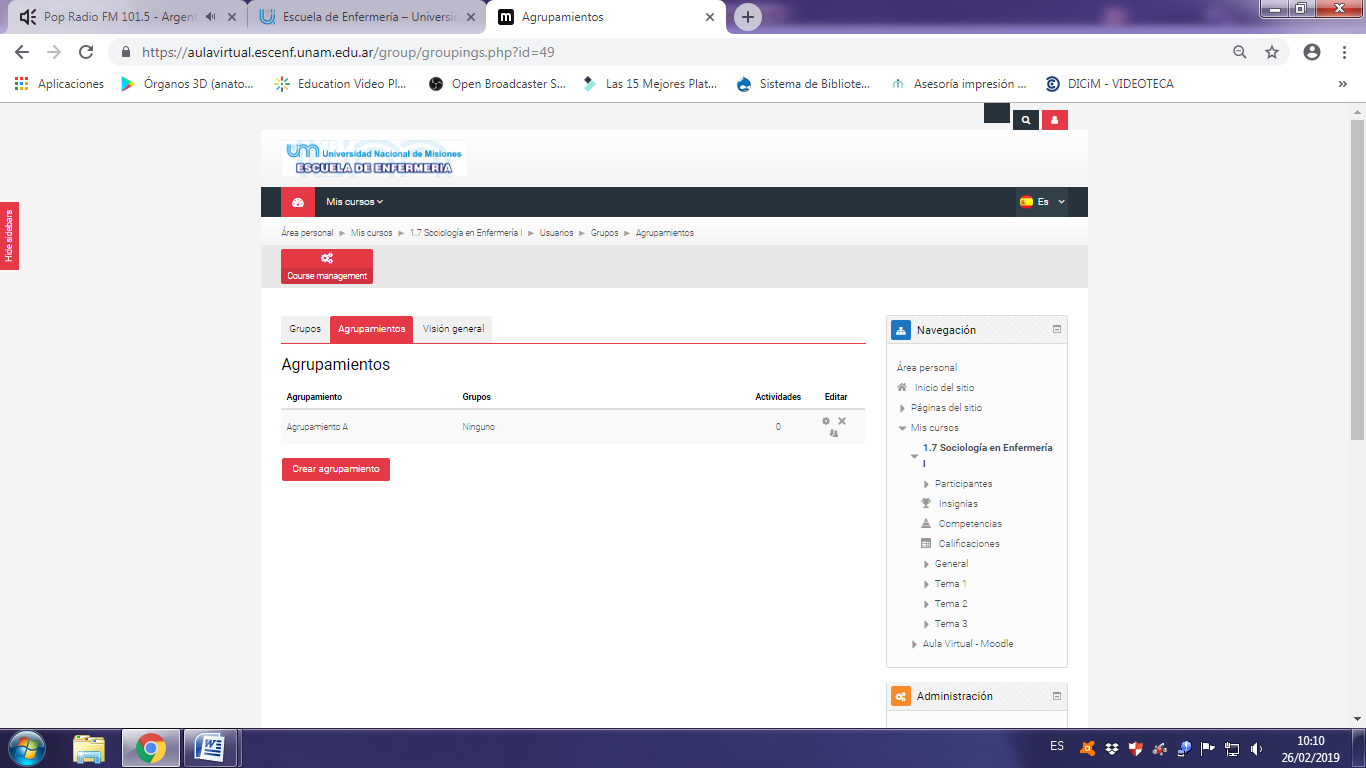 Pop Radio FM 101.5 - Argent
Escuela de Enfermería – Universid
Agrupamientos
https://aulavirtual.escenf.unam.edu.ar/group/groupings.php?id=49
Aplicaciones
Órganos 3D (anato...
Education Video Pl...
Open Broadcaster S...
Las 15 Mejores Plat...
Sistema de Bibliote...
Asesoría impresión ...
DICiM - VIDEOTECA
»
Universidad Nacional de Misiones
ESCUELA DE ENFERMERIA
Hide sidebars
Mis cursos
Es
Área personal ► Mis cursos ► 1.7 Sociología en Enfermería I ► Usuarios ► Grupos ► Agrupamientos
Course management
Grupos
Agrupamientos
Visión general
Agrupamientos
Agrupamiento Grupos Actividades Editar
Agrupamiento A Ninguno 0
Crear agrupamiento
Navegación
Área personal
Inicio del sitio
Páginas del sitio
Mis cursos
1.7 Sociología en Enfermería
I
Participantes
Insignias
Competencias
Calificaciones
General
Tema 1
Tema 2
Tema 3
Aula Virtual - Moodle
Administración
ES
10:10
26/02/2019